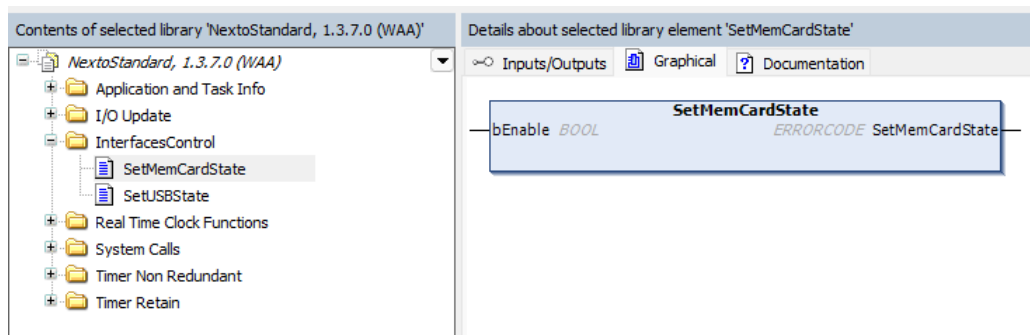 Contents of selected library 'NextoStandard, 1.3.7.0 (WAA)'
NextoStandard, 1.3.7.0 (WAA)
Application and Task Info
I/O Update
InterfacesControl
SetMemCardState
SetUSBState
Real Time Clock Functions
System Calls
Timer Non Redundant
Timer Retain
Details about selected library element 'SetMemCardState'
Inputs/Outputs Graphical Documentation
SetMemCardState
bEnable BOOL ERRORCODE SetMemCardState